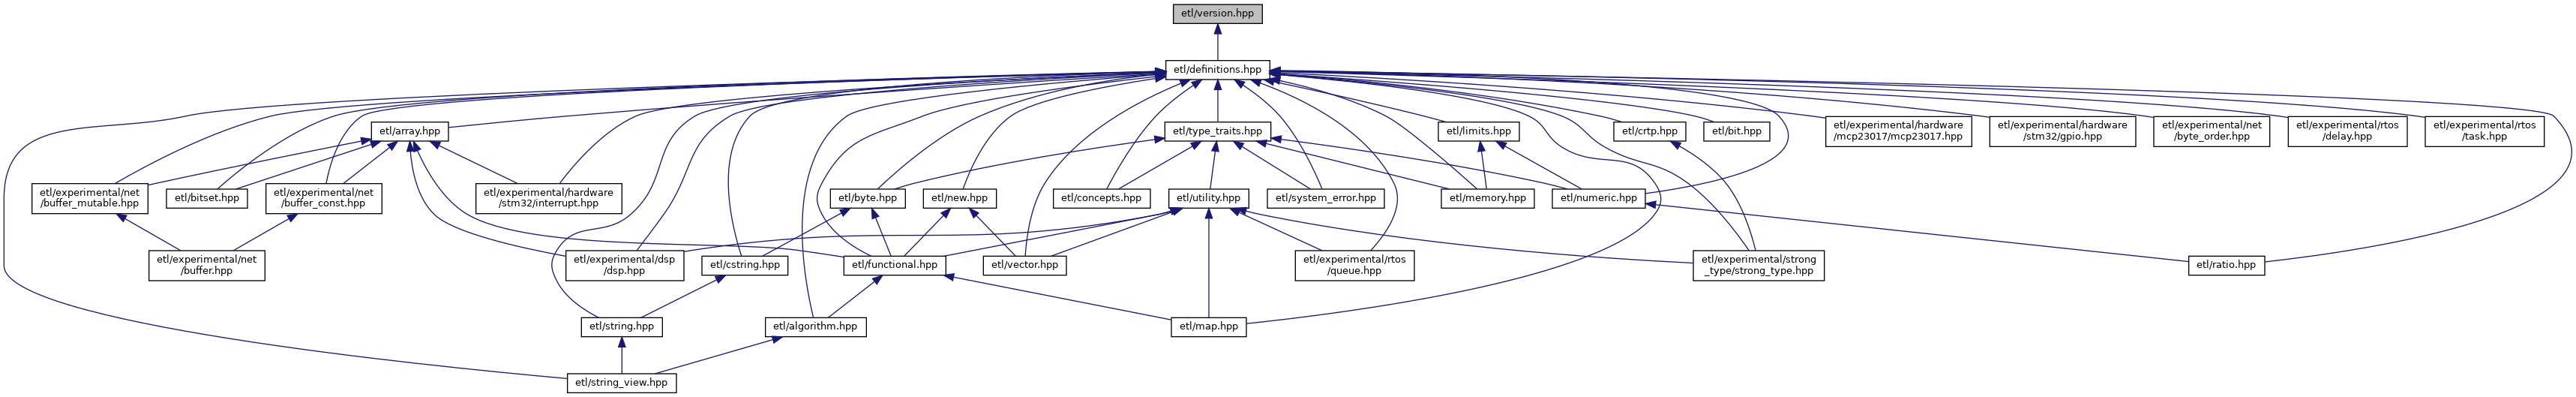 etl/version.hpp
etl/definitions.hpp
etl/array.hpp
etl/type_traits.hpp
etl/limits.hpp
etl/crtp.hpp
etl/bit.hpp
etl/experimental/hardware
/mcp23017/mcp23017.hpp
etl/experimental/hardware
/stm32/gpio.hpp
etl/experimental/net
/byte_order.hpp
etl/experimental/rtos
/delay.hpp
etl/experimental/rtos
/task.hpp
etl/experimental/net
/buffer_mutable.hpp
etl/bitset.hpp
etl/experimental/net
/buffer_const.hpp
etl/experimental/hardware
/stm32/interrupt.hpp
etl/byte.hpp
etl/new.hpp
etl/concepts.hpp
etl/utility.hpp
etl/system_error.hpp
etl/memory.hpp
etl/numeric.hpp
etl/experimental/net
/buffer.hpp
etl/experimental/dsp
/dsp.hpp
etl/cstring.hpp
etl/functional.hpp
etl/vector.hpp
etl/experimental/rtos
/queue.hpp
etl/experimental/strong
_type/strong_type.hpp
etl/ratio.hpp
etl/string.hpp
etl/algorithm.hpp
etl/map.hpp
etl/string_view.hpp